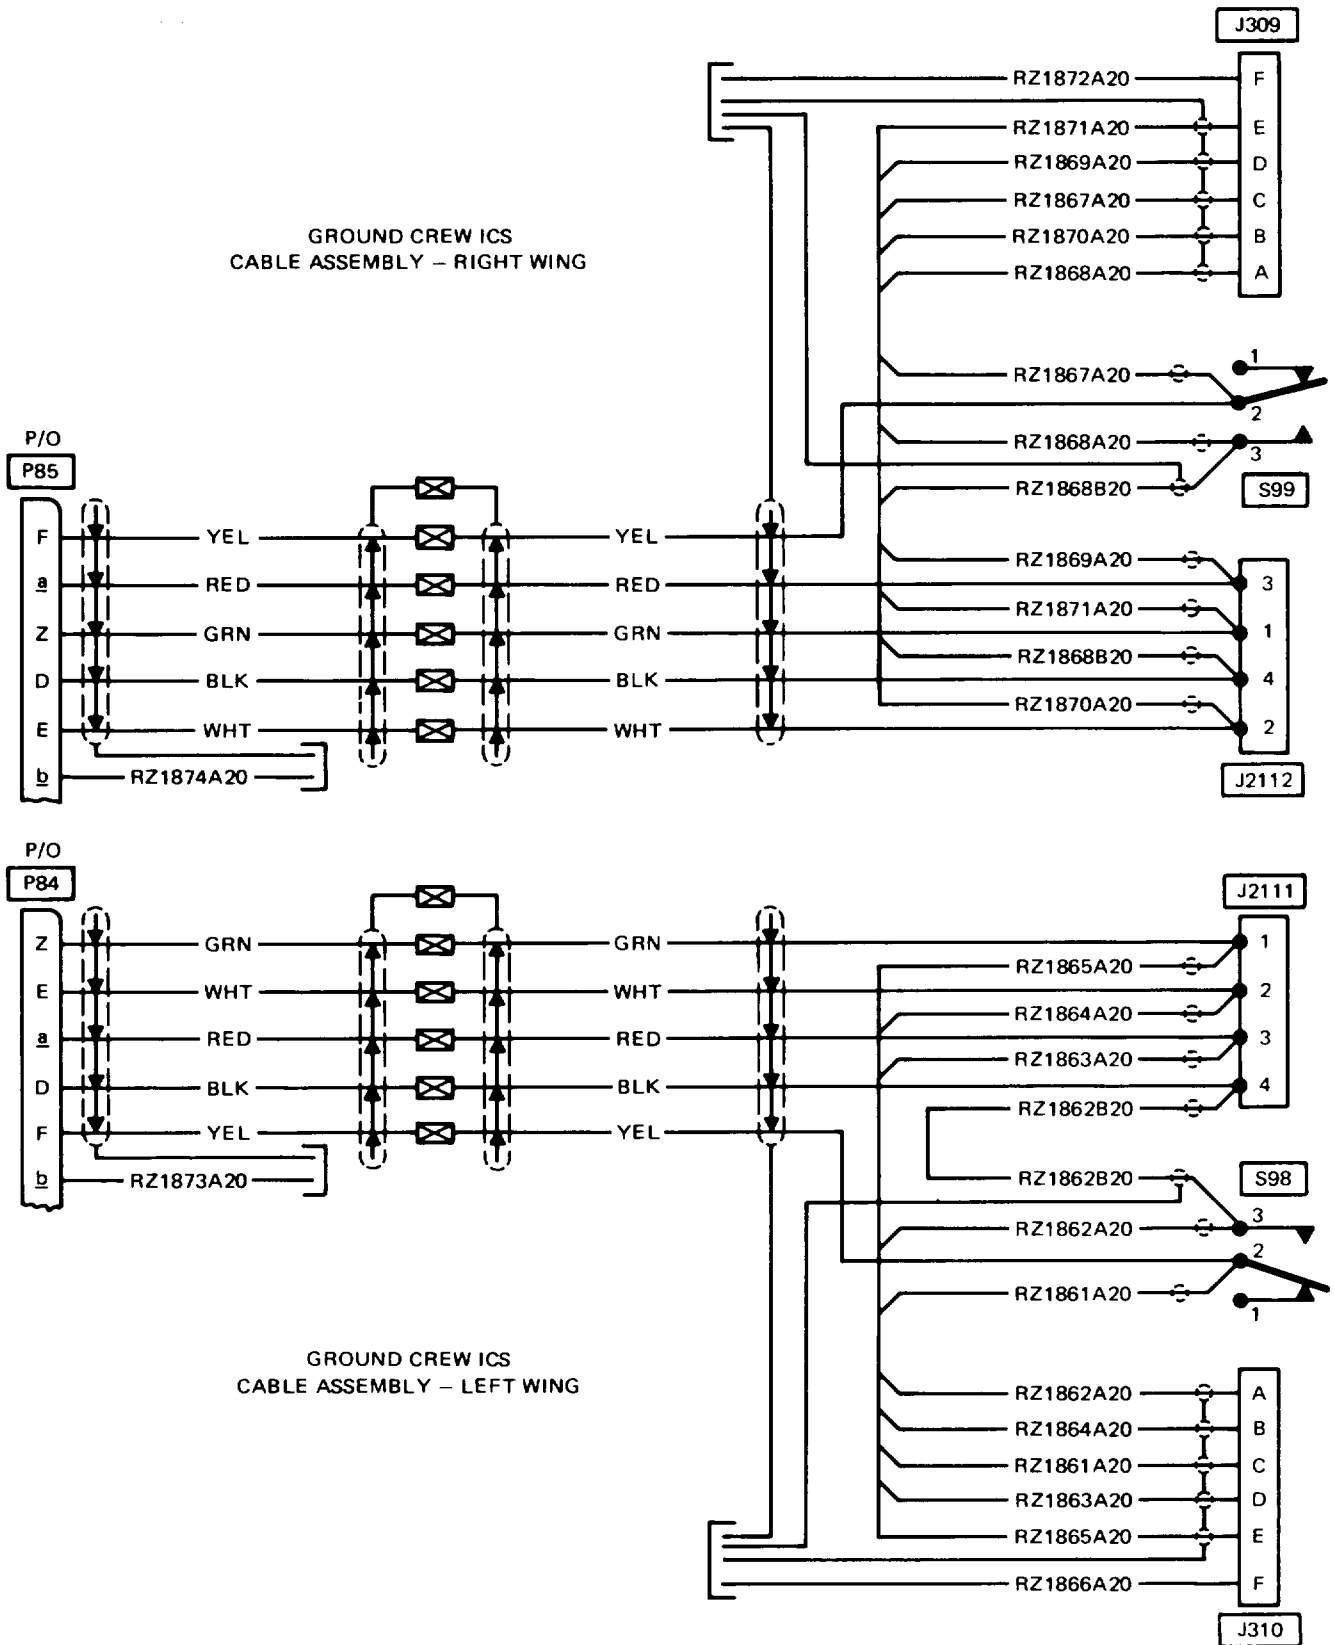 J309
RZ1872A20 F
RZ1871A20 E
RZ1869A20 D
RZ1867A20 C
RZ1870A20 B
RZ1868A20 A
GROUND CREW ICS
CABLE ASSEMBLY – RIGHT WING
1
RZ1867A20
2
RZ1868A20
3
RZ1868B20
S99
P/O
P85
F YEL YEL
RZ1869A20
a RED RED 3
RZ1871A20
Z GRN GRN 1
RZ1868B20
D BLK BLK 4
RZ1870A20
E WHT WHT 2
b RZ1874A20
J2112
P/O
P84
J2111
Z GRN GRN 1
RZ1865A20
E WHT WHT 2
RZ1864A20
a RED RED 3
RZ1863A20
D BLK BLK 4
RZ1862B20
F YEL YEL
b RZ1873A20
RZ1862B20
S98
3
RZ1862A20
2
RZ1861A20
1
GROUND CREW ICS
CABLE ASSEMBLY – LEFT WING
RZ1862A20 A
RZ1864A20 B
RZ1861A20 C
RZ1863A20 D
RZ1865A20 E
RZ1866A20 F
J310